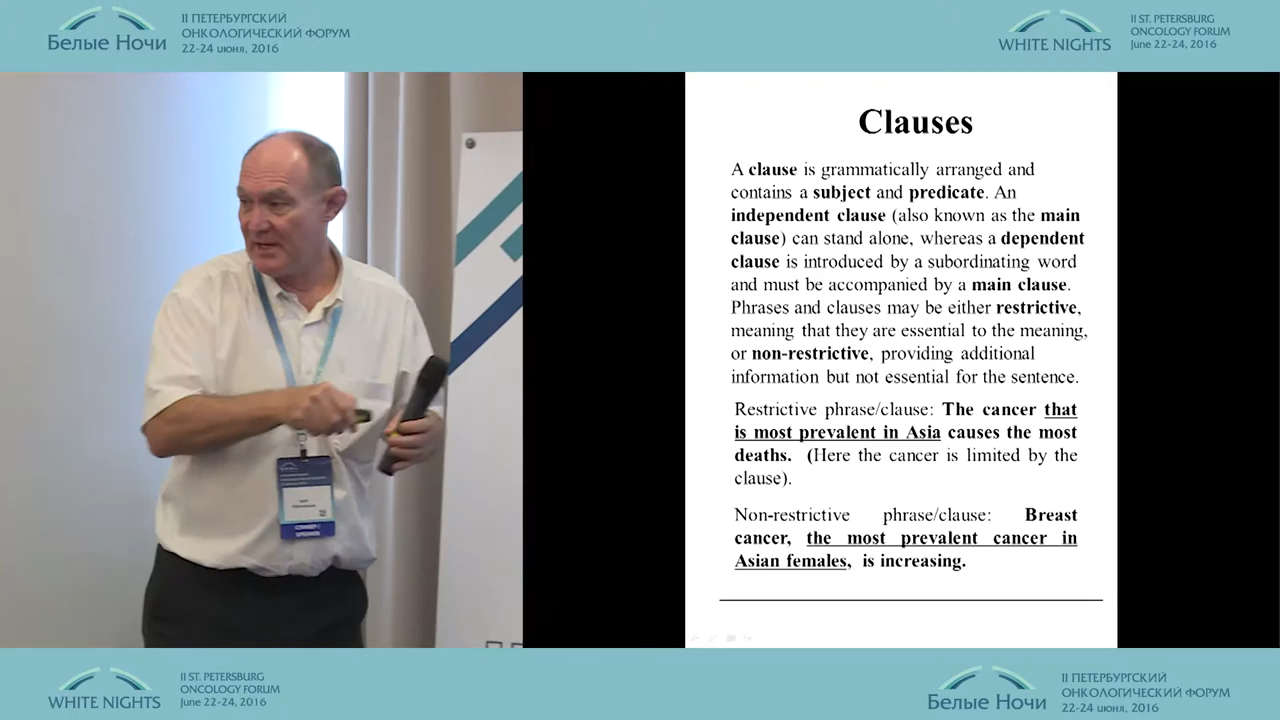 Белые Ночи
II ПЕТЕРБУРГСКИЙ
ОНКОЛОГИЧЕСКИЙ ФОРУМ
22-24 июня, 2016
WHITE NIGHTS
II ST. PETERSBURG
ONCOLOGY FORUM
June 22-24, 2016
Clauses
A clause is grammatically arranged and
contains a subject and predicate. An
independent clause (also known as the main
clause) can stand alone, whereas a dependent
clause is introduced by a subordinating word
and must be accompanied by a main clause.
Phrases and clauses may be either restrictive,
meaning that they are essential to the meaning,
or non-restrictive, providing additional
information but not essential for the sentence.
Restrictive phrase/clause: The cancer that
is most prevalent in Asia causes the most
deaths. (Here the cancer is limited by the
clause).
Non-restrictive phrase/clause: Breast
cancer, the most prevalent cancer in
Asian females, is increasing.
WHITE NIGHTS
II ST. PETERSBURG
ONCOLOGY FORUM
June 22-24, 2016
Белые Ночи
II ПЕТЕРБУРГСКИЙ
ОНКОЛОГИЧЕСКИЙ ФОРУМ
22-24 июня, 2016